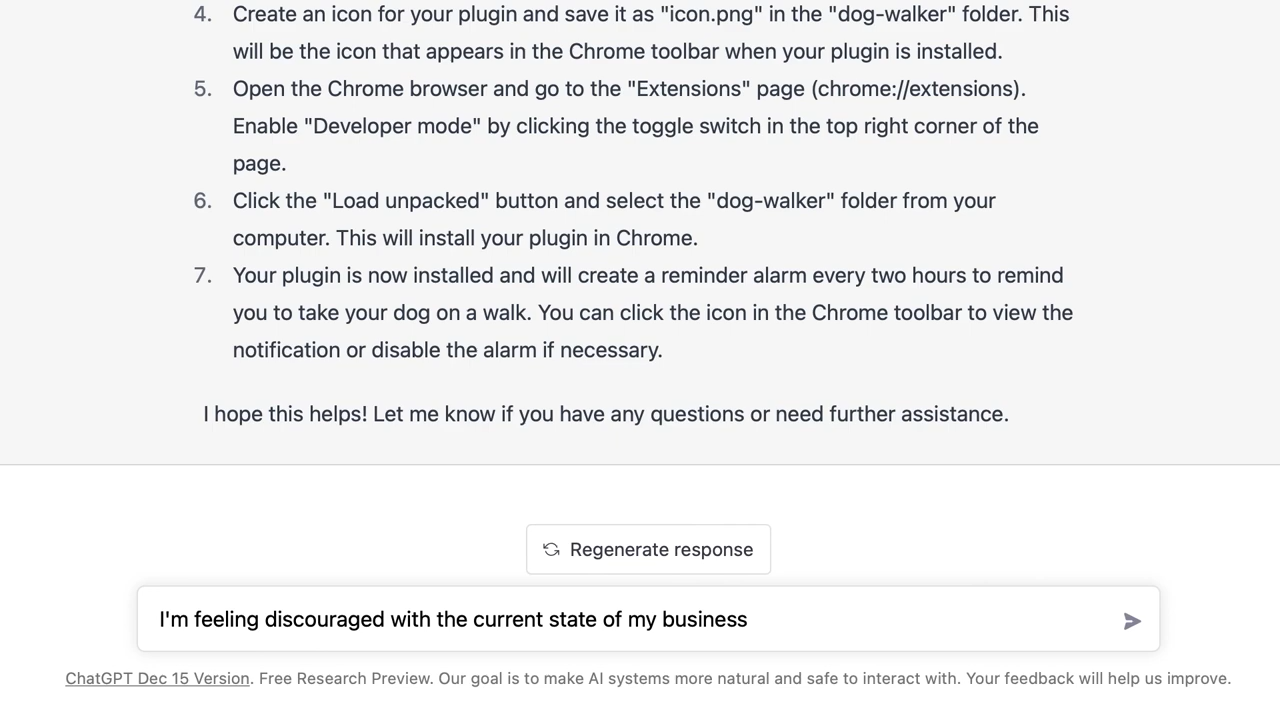 4. Create an icon for your plugin and save it as "icon.png" in the "dog-walker" folder. This
will be the icon that appears in the Chrome toolbar when your plugin is installed.
5. Open the Chrome browser and go to the "Extensions" page (chrome://extensions).
Enable "Developer mode" by clicking the toggle switch in the top right corner of the
page.
6. Click the "Load unpacked" button and select the "dog-walker" folder from your
computer. This will install your plugin in Chrome.
7. Your plugin is now installed and will create a reminder alarm every two hours to remind
you to take your dog on a walk. You can click the icon in the Chrome toolbar to view the
notification or disable the alarm if necessary.
I hope this helps! Let me know if you have any questions or need further assistance.
Regenerate response
I'm feeling discouraged with the current state of my business
ChatGPT Dec 15 Version. Free Research Preview. Our goal is to make AI systems more natural and safe to interact with. Your feedback will help us improve.